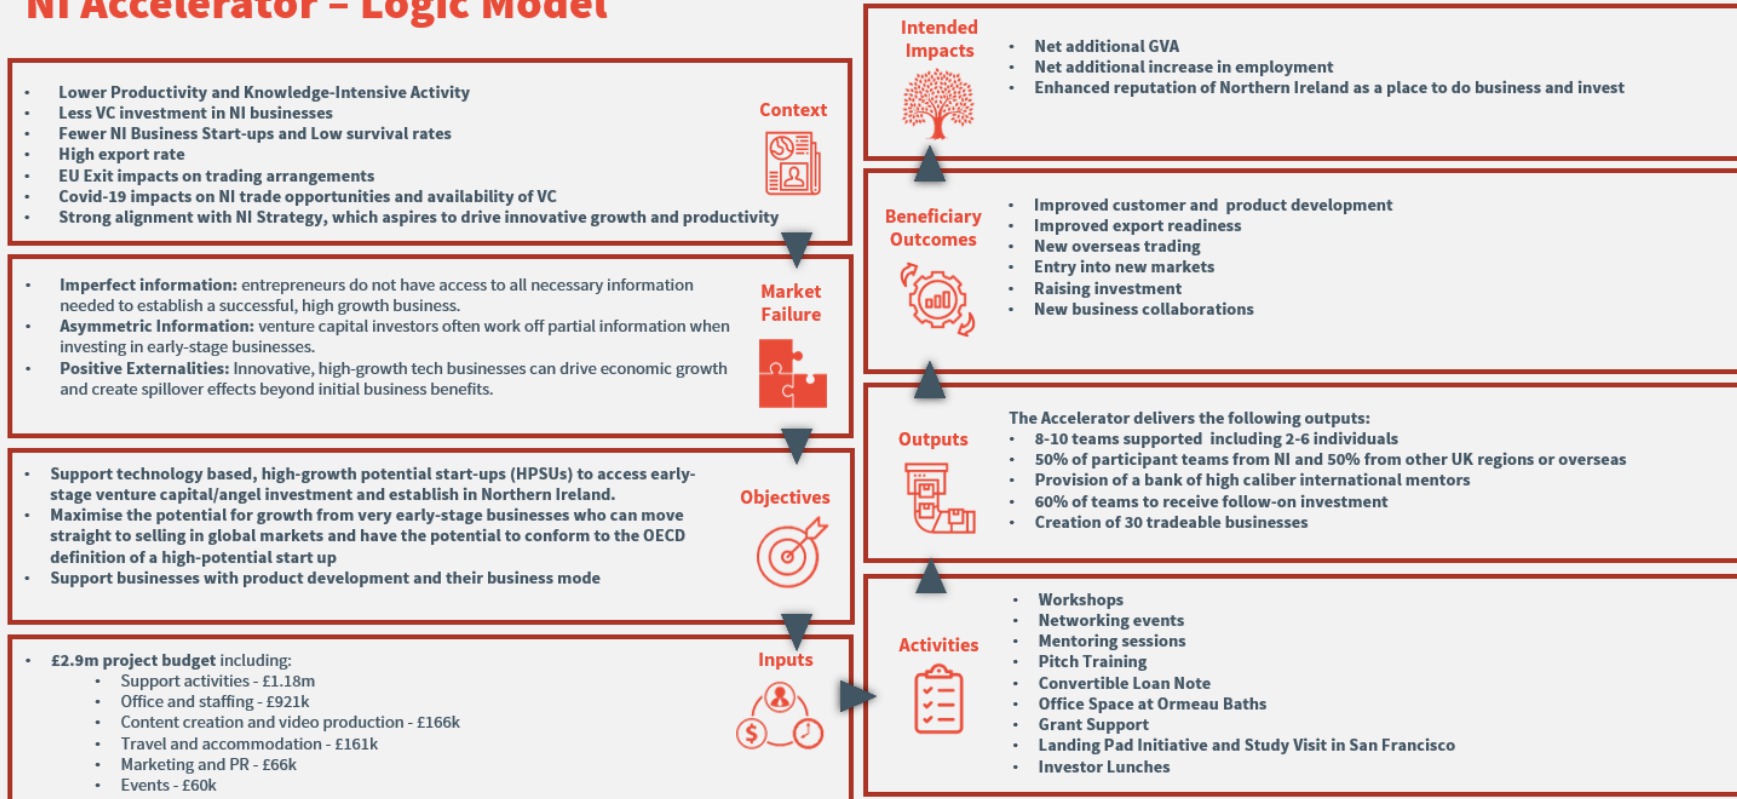 NI Accelerator – Logic Model
• Lower Productivity and Knowledge-Intensive Activity
• Less VC investment in NI businesses
• Fewer NI Business Start-ups and Low survival rates
• High export rate
• EU Exit impacts on trading arrangements
• Covid-19 impacts on NI trade opportunities and availability of VC
• Strong alignment with NI Strategy, which aspires to drive innovative growth and productivity
Context
• Imperfect information: entrepreneurs do not have access to all necessary information
needed to establish a successful, high growth business.
• Asymmetric Information: venture capital investors often work off partial information when
investing in early-stage businesses.
• Positive Externalities: Innovative, high-growth tech businesses can drive economic growth
and create spillover effects beyond initial business benefits.
Market
Failure
• Support technology based, high-growth potential start-ups (HPSUs) to access early-
stage venture capital/angel investment and establish in Northern Ireland.
• Maximise the potential for growth from very early-stage businesses who can move
straight to selling in global markets and have the potential to conform to the OECD
definition of a high-potential start up
• Support businesses with product development and their business mode
Objectives
• £2.9m project budget including:
• Support activities - £1.18m
• Office and staffing - £921k
• Content creation and video production - £166k
• Travel and accommodation - £161k
• Marketing and PR - £66k
• Events - £60k
Inputs
$
Intended
Impacts
• Net additional GVA
• Net additional increase in employment
• Enhanced reputation of Northern Ireland as a place to do business and invest
Beneficiary
Outcomes
• Improved customer and  product development
• Improved export readiness
• New overseas trading
• Entry into new markets
• Raising investment
• New business collaborations
Outputs
The Accelerator delivers the following outputs:
• 8-10 teams supported  including 2-6 individuals
• 50% of participant teams from NI and 50% from other UK regions or overseas
• Provision of a bank of high caliber international mentors
• 60% of teams to receive follow-on investment
• Creation of 30 tradeable businesses
Activities
• Workshops
• Networking events
• Mentoring sessions
• Pitch Training
• Convertible Loan Note
• Office Space at Ormeau Baths
• Grant Support
• Landing Pad Initiative and Study Visit in San Francisco
• Investor Lunches